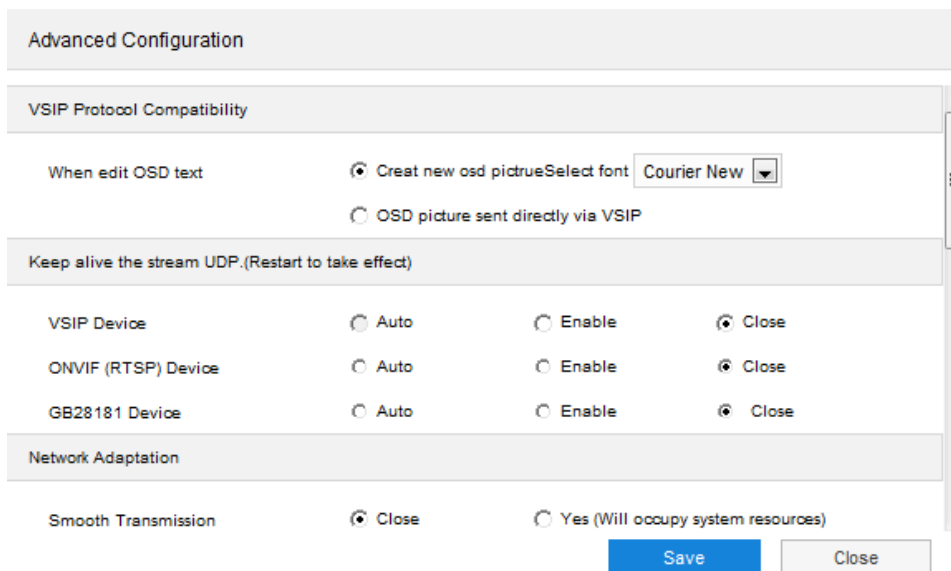 Advanced Configuration
VSIP Protocol Compatibility
When edit OSD text Creat new osd pictrueSelect font Courier New
OSD picture sent directly via VSIP
Keep alive the stream UDP.(Restart to take effect)
VSIP Device Auto Enable Close
ONVIF (RTSP) Device Auto Enable Close
GB28181 Device Auto Enable Close
Network Adaptation
Smooth Transmission Close Yes (Will occupy system resources)
Save Close